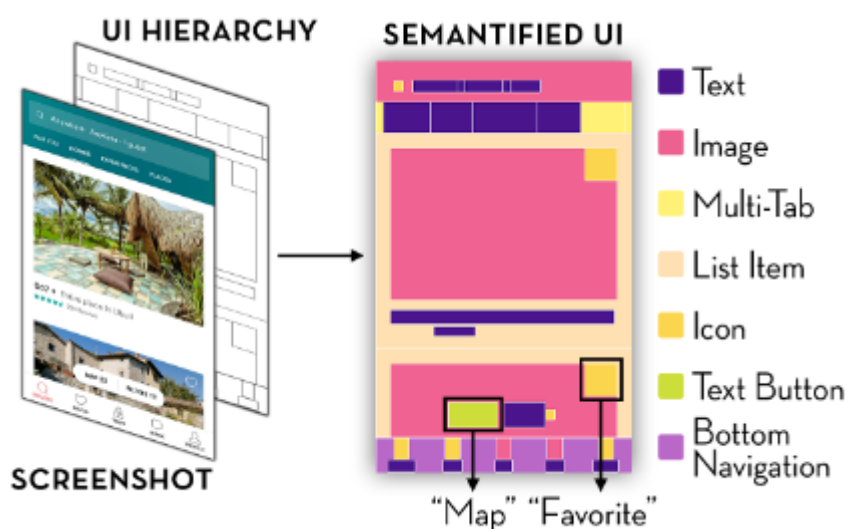 UI HIERARCHY
SEMANTIFIED UI
Text
Image
Multi-Tab
List Item
Icon
Text Button
Bottom
Navigation
SCREENSHOT
“Map” “Favorite”